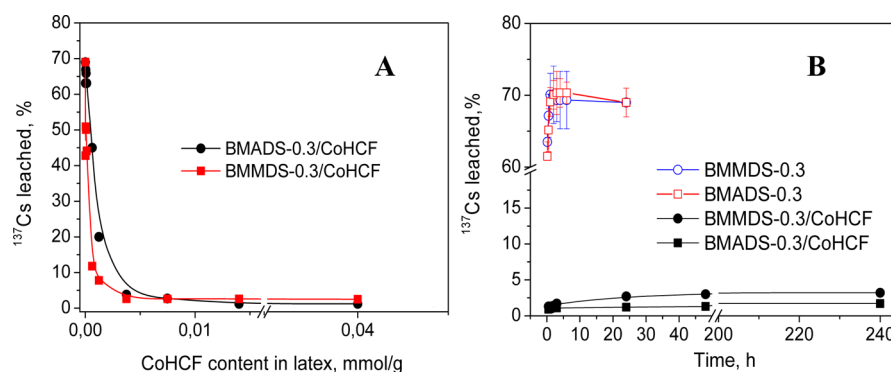 80
70
60
50
40
30
20
10
0
0,00
0,01
0,04
137Cs leached, %
CoHCF content in latex, mmol/g
A
BMADS-0.3/CoHCF
BMMDS-0.3/CoHCF
80
70
60
25
20
15
10
5
0
0
10
20
30
40
50
200
220
240
137Cs leached, %
Time, h
B
BMMDS-0.3
BMADS-0.3
BMMDS-0.3/CoHCF
BMADS-0.3/CoHCF